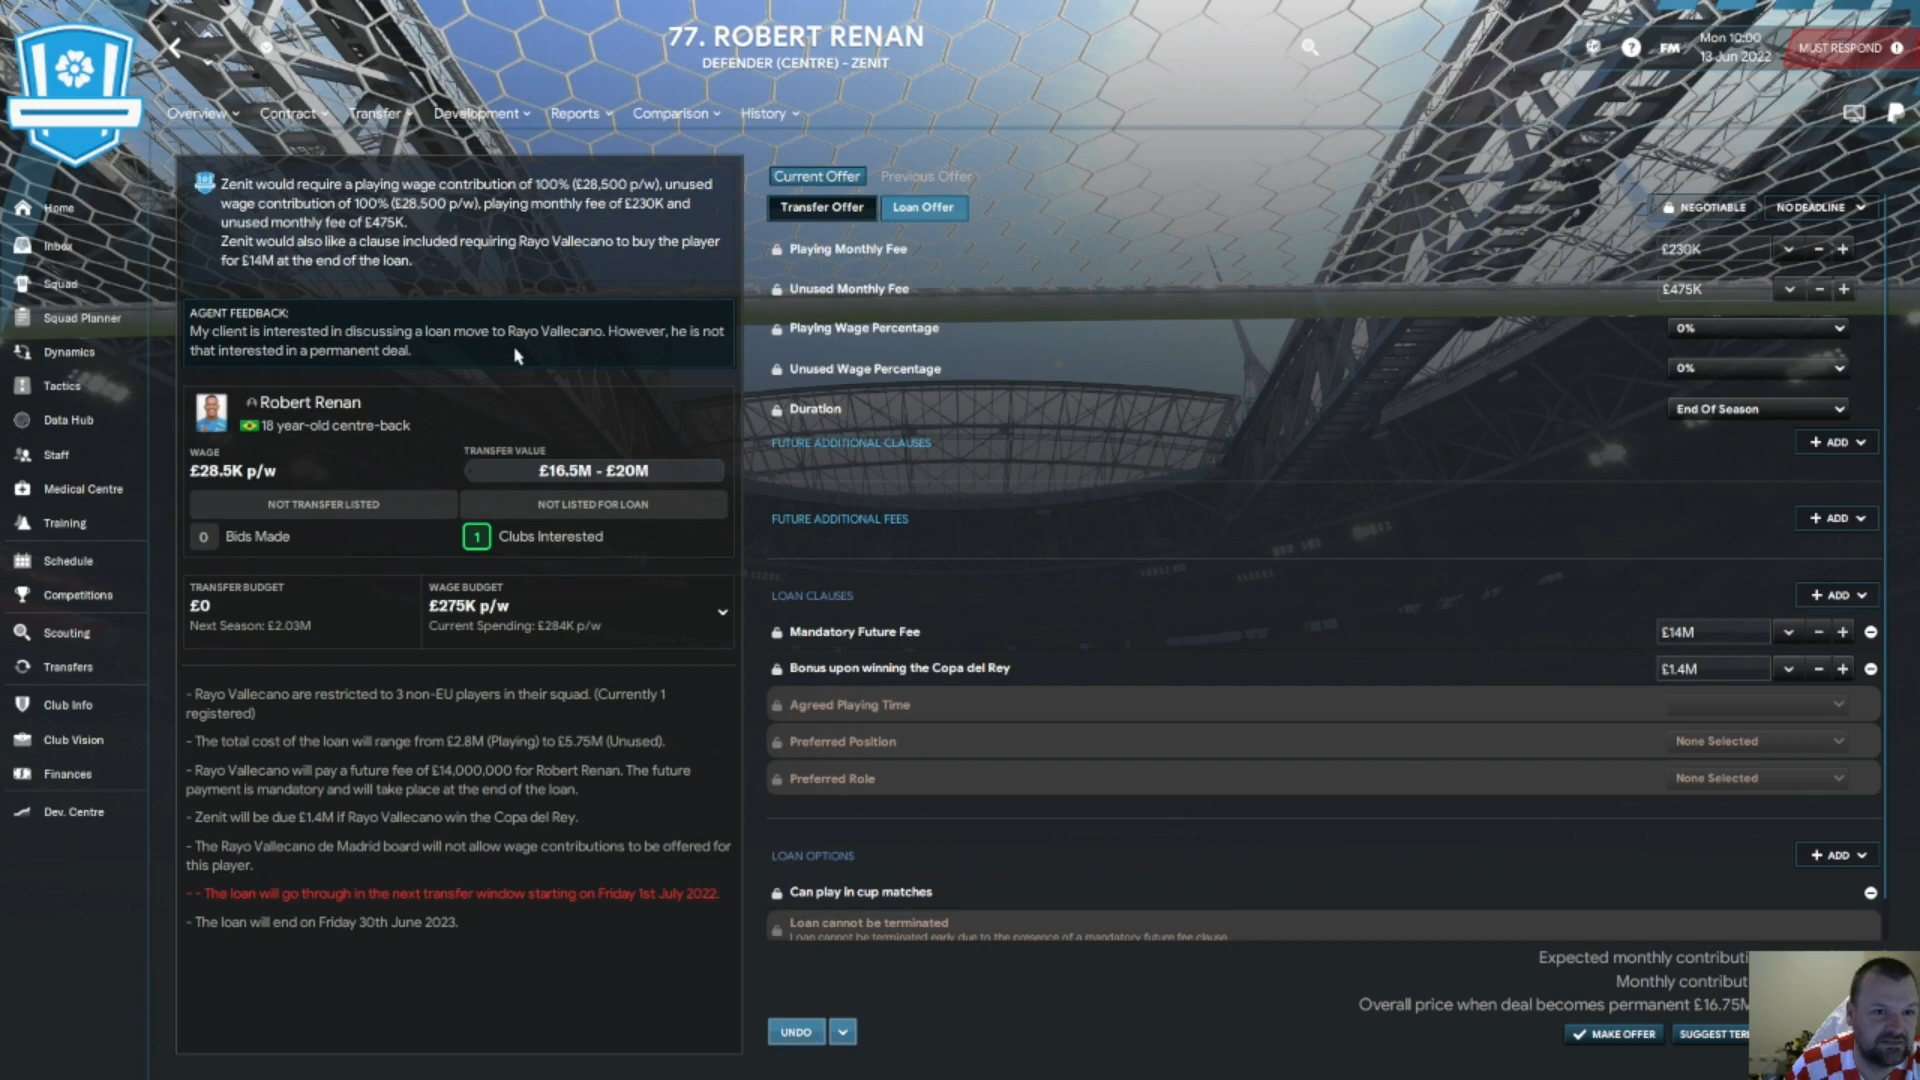 77. ROBERT RENAN
DEFENDER (CENTRE) - ZENIT
FM
Mon 10:00
13 Jun 2022
MUST RESPOND
Overview
Contract
Transfer
Development
Reports
Comparison
History
Home
Inbox
Squad
Squad Planner
Dynamics
Tactics
Data Hub
Staff
Medical Centre
Training
Schedule
Competitions
Scouting
Transfers
Club Info
Club Vision
Finances
Dev. Centre
Zenit would require a playing wage contribution of 100% (£28,500 p/w), unused
wage contribution of 100% (£28,500 p/w), playing monthly fee of £230K and
unused monthly fee of £475K.
Zenit would also like a clause included requiring Rayo Vallecano to buy the player
for £14M at the end of the loan.
AGENT FEEDBACK:
My client is interested in discussing a loan move to Rayo Vallecano. However, he is not
that interested in a permanent deal.
Robert Renan
18 year-old centre-back
WAGE
£28.5K p/w
TRANSFER VALUE
£16.5M - £20M
NOT TRANSFER LISTED
NOT LISTED FOR LOAN
0 Bids Made
1 Clubs Interested
TRANSFER BUDGET
£0
Next Season: £2.03M
WAGE BUDGET
£275K p/w
Current Spending: £284K p/w
- Rayo Vallecano are restricted to 3 non-EU players in their squad. (Currently 1
registered)
- The total cost of the loan will range from £2.8M (Playing) to £5.75M (Unused).
- Rayo Vallecano will pay a future fee of £14,000,000 for Robert Renan. The future
payment is mandatory and will take place at the end of the loan.
- Zenit will be due £1.4M if Rayo Vallecano win the Copa del Rey.
- The Rayo Vallecano de Madrid board will not allow wage contributions to be offered for
this player.
- - The loan will go through in the next transfer window starting on Friday 1st July 2022.
- The loan will end on Friday 30th June 2023.
Current Offer
Previous Offer
Transfer Offer
Loan Offer
NEGOTIABLE
NO DEADLINE
Playing Monthly Fee
£230K
Unused Monthly Fee
£475K
Playing Wage Percentage
0%
Unused Wage Percentage
0%
Duration
End Of Season
FUTURE ADDITIONAL CLAUSES
+ ADD
FUTURE ADDITIONAL FEES
+ ADD
LOAN CLAUSES
+ ADD
Mandatory Future Fee
£14M
Bonus upon winning the Copa del Rey
£1.4M
Agreed Playing Time
Preferred Position
None Selected
Preferred Role
None Selected
LOAN OPTIONS
+ ADD
Can play in cup matches
Loan cannot be terminated
Loan cannot be terminated early due to the presence of a mandatory future fee clause
Expected monthly contributi
Monthly contribut
Overall price when deal becomes permanent £16.75M
UNDO
MAKE OFFER
SUGGEST TER